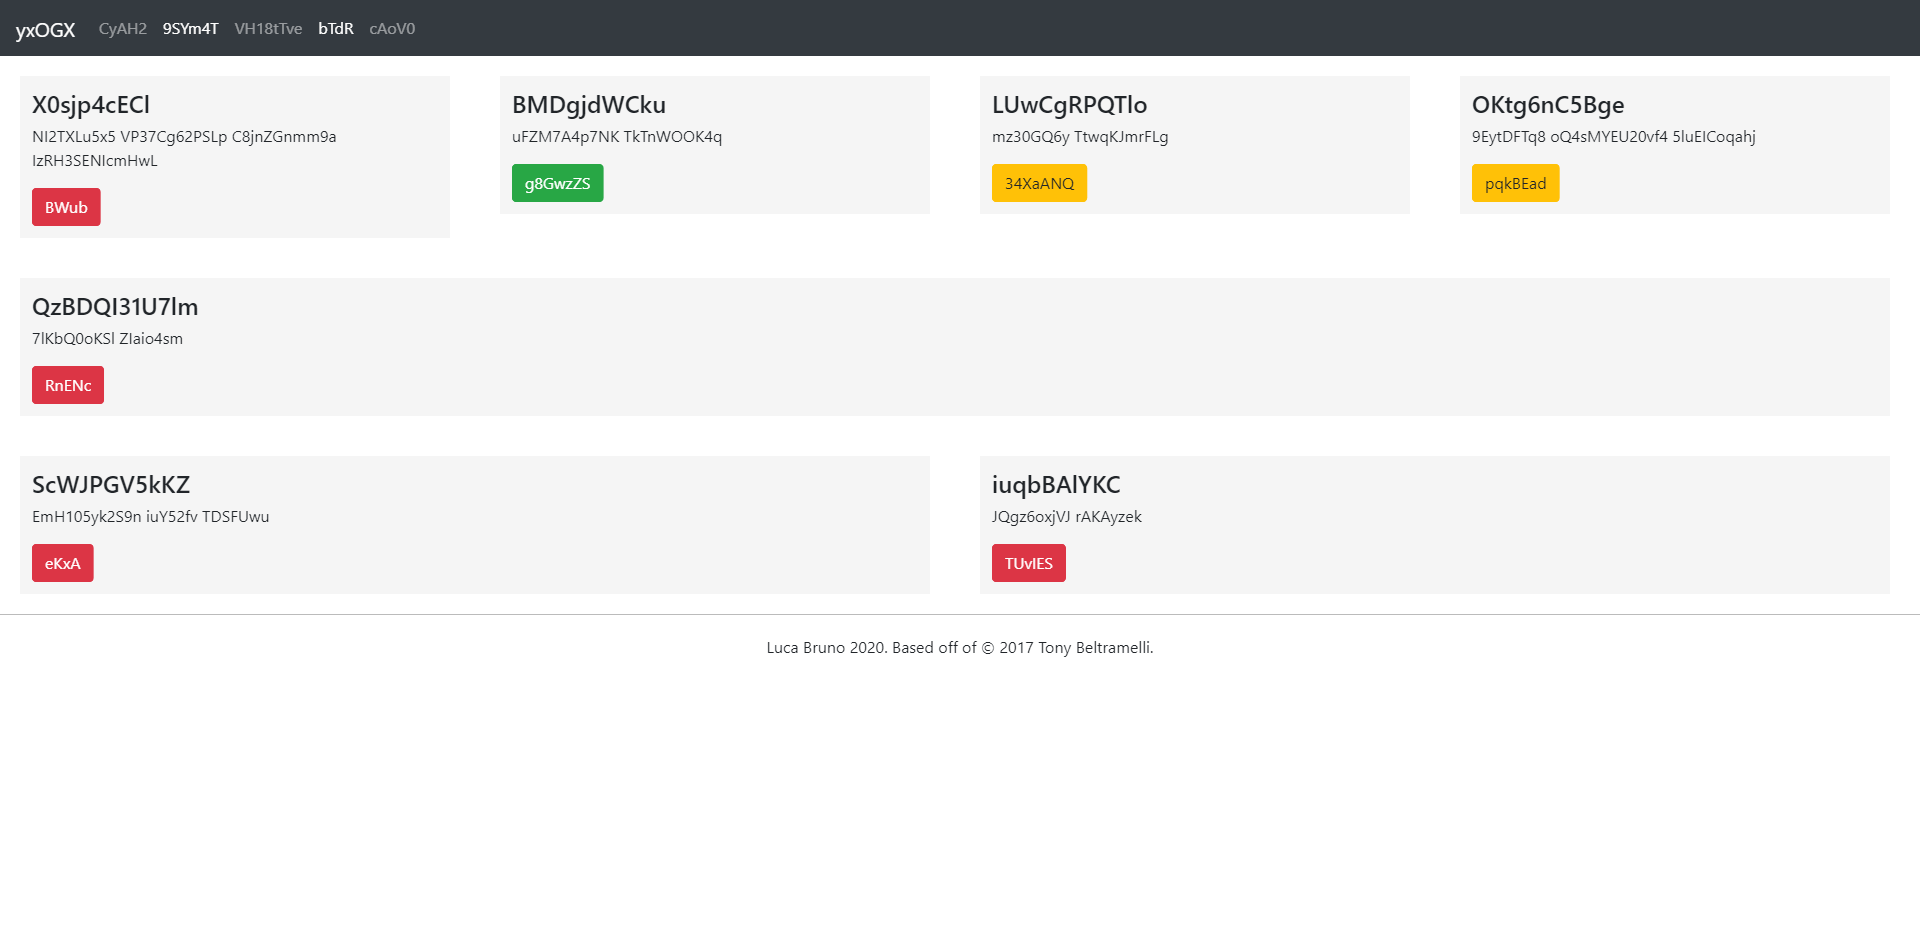 yxOGX CyAH2 9SYm4T VH18tTve bTdR cAoV0
X0sjp4cECl
NI2TXLu5x5 VP37Cg62PSLp C8jnZGnmm9a
IzRH3SENIcmHwL
BWub
BMDgjdWCku
uFZM7A4p7NK TkTnWOOK4q
g8GwzZS
LUwCgRPQTlo
mz30GQ6y TtwqKJmrFLg
34XaANQ
OKtg6nC5Bge
9EytDFTq8 oQ4sMYEU20vf4 5luEICoqahj
pqkBEad
QzBDQI31U7lm
7lKbQ0oKSl ZIaio4sm
RnENc
ScWJPGV5kKZ
EmH105yk2S9n iuY52fv TDSFUwu
eKxA
iuqbBAlYKC
JQgz6oxjVJ rAKAyzek
TUvIES
Luca Bruno 2020. Based off of © 2017 Tony Beltramelli.